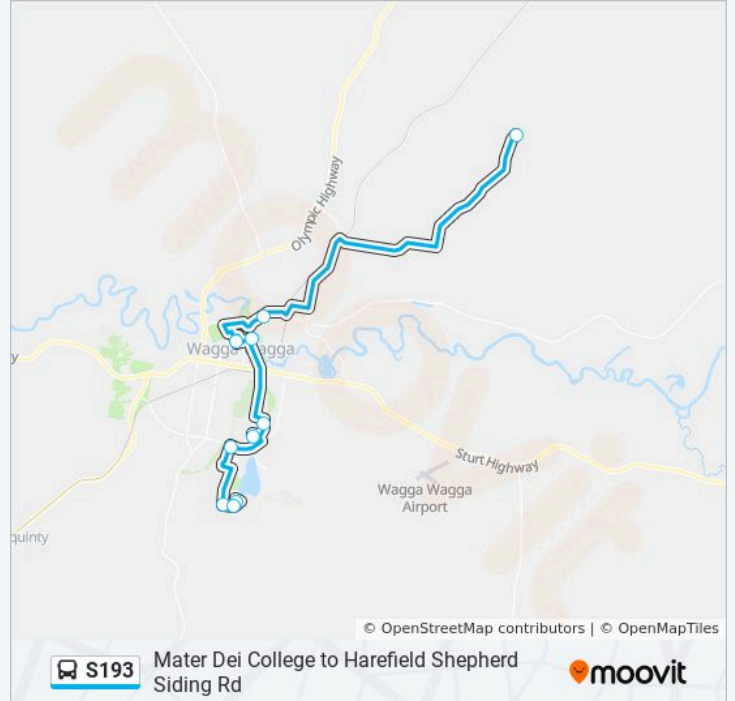 Olympic Highway
Wagga Wagga
y
Sturt Highway
Wagga Wagga
Airport
quinty
© OpenStreetMap contributors | © OpenMapTiles
S193
Mater Dei College to Harefield Shepherd
Siding Rd
moovit